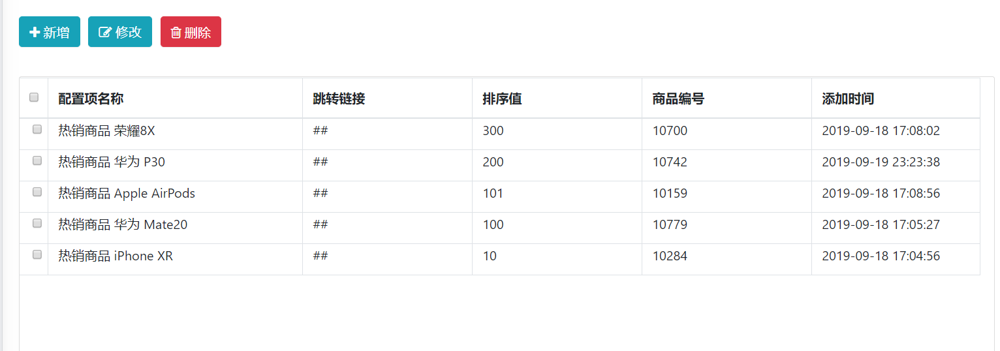 新增 修改 删除
配置项名称 跳转链接 排序值 商品编号 添加时间
热销商品 荣耀8X ## 300 10700 2019-09-18 17:08:02
热销商品 华为 P30 ## 200 10742 2019-09-19 23:23:38
热销商品 Apple AirPods ## 101 10159 2019-09-18 17:08:56
热销商品 华为 Mate20 ## 100 10779 2019-09-18 17:05:27
热销商品 iPhone XR ## 10 10284 2019-09-18 17:04:56